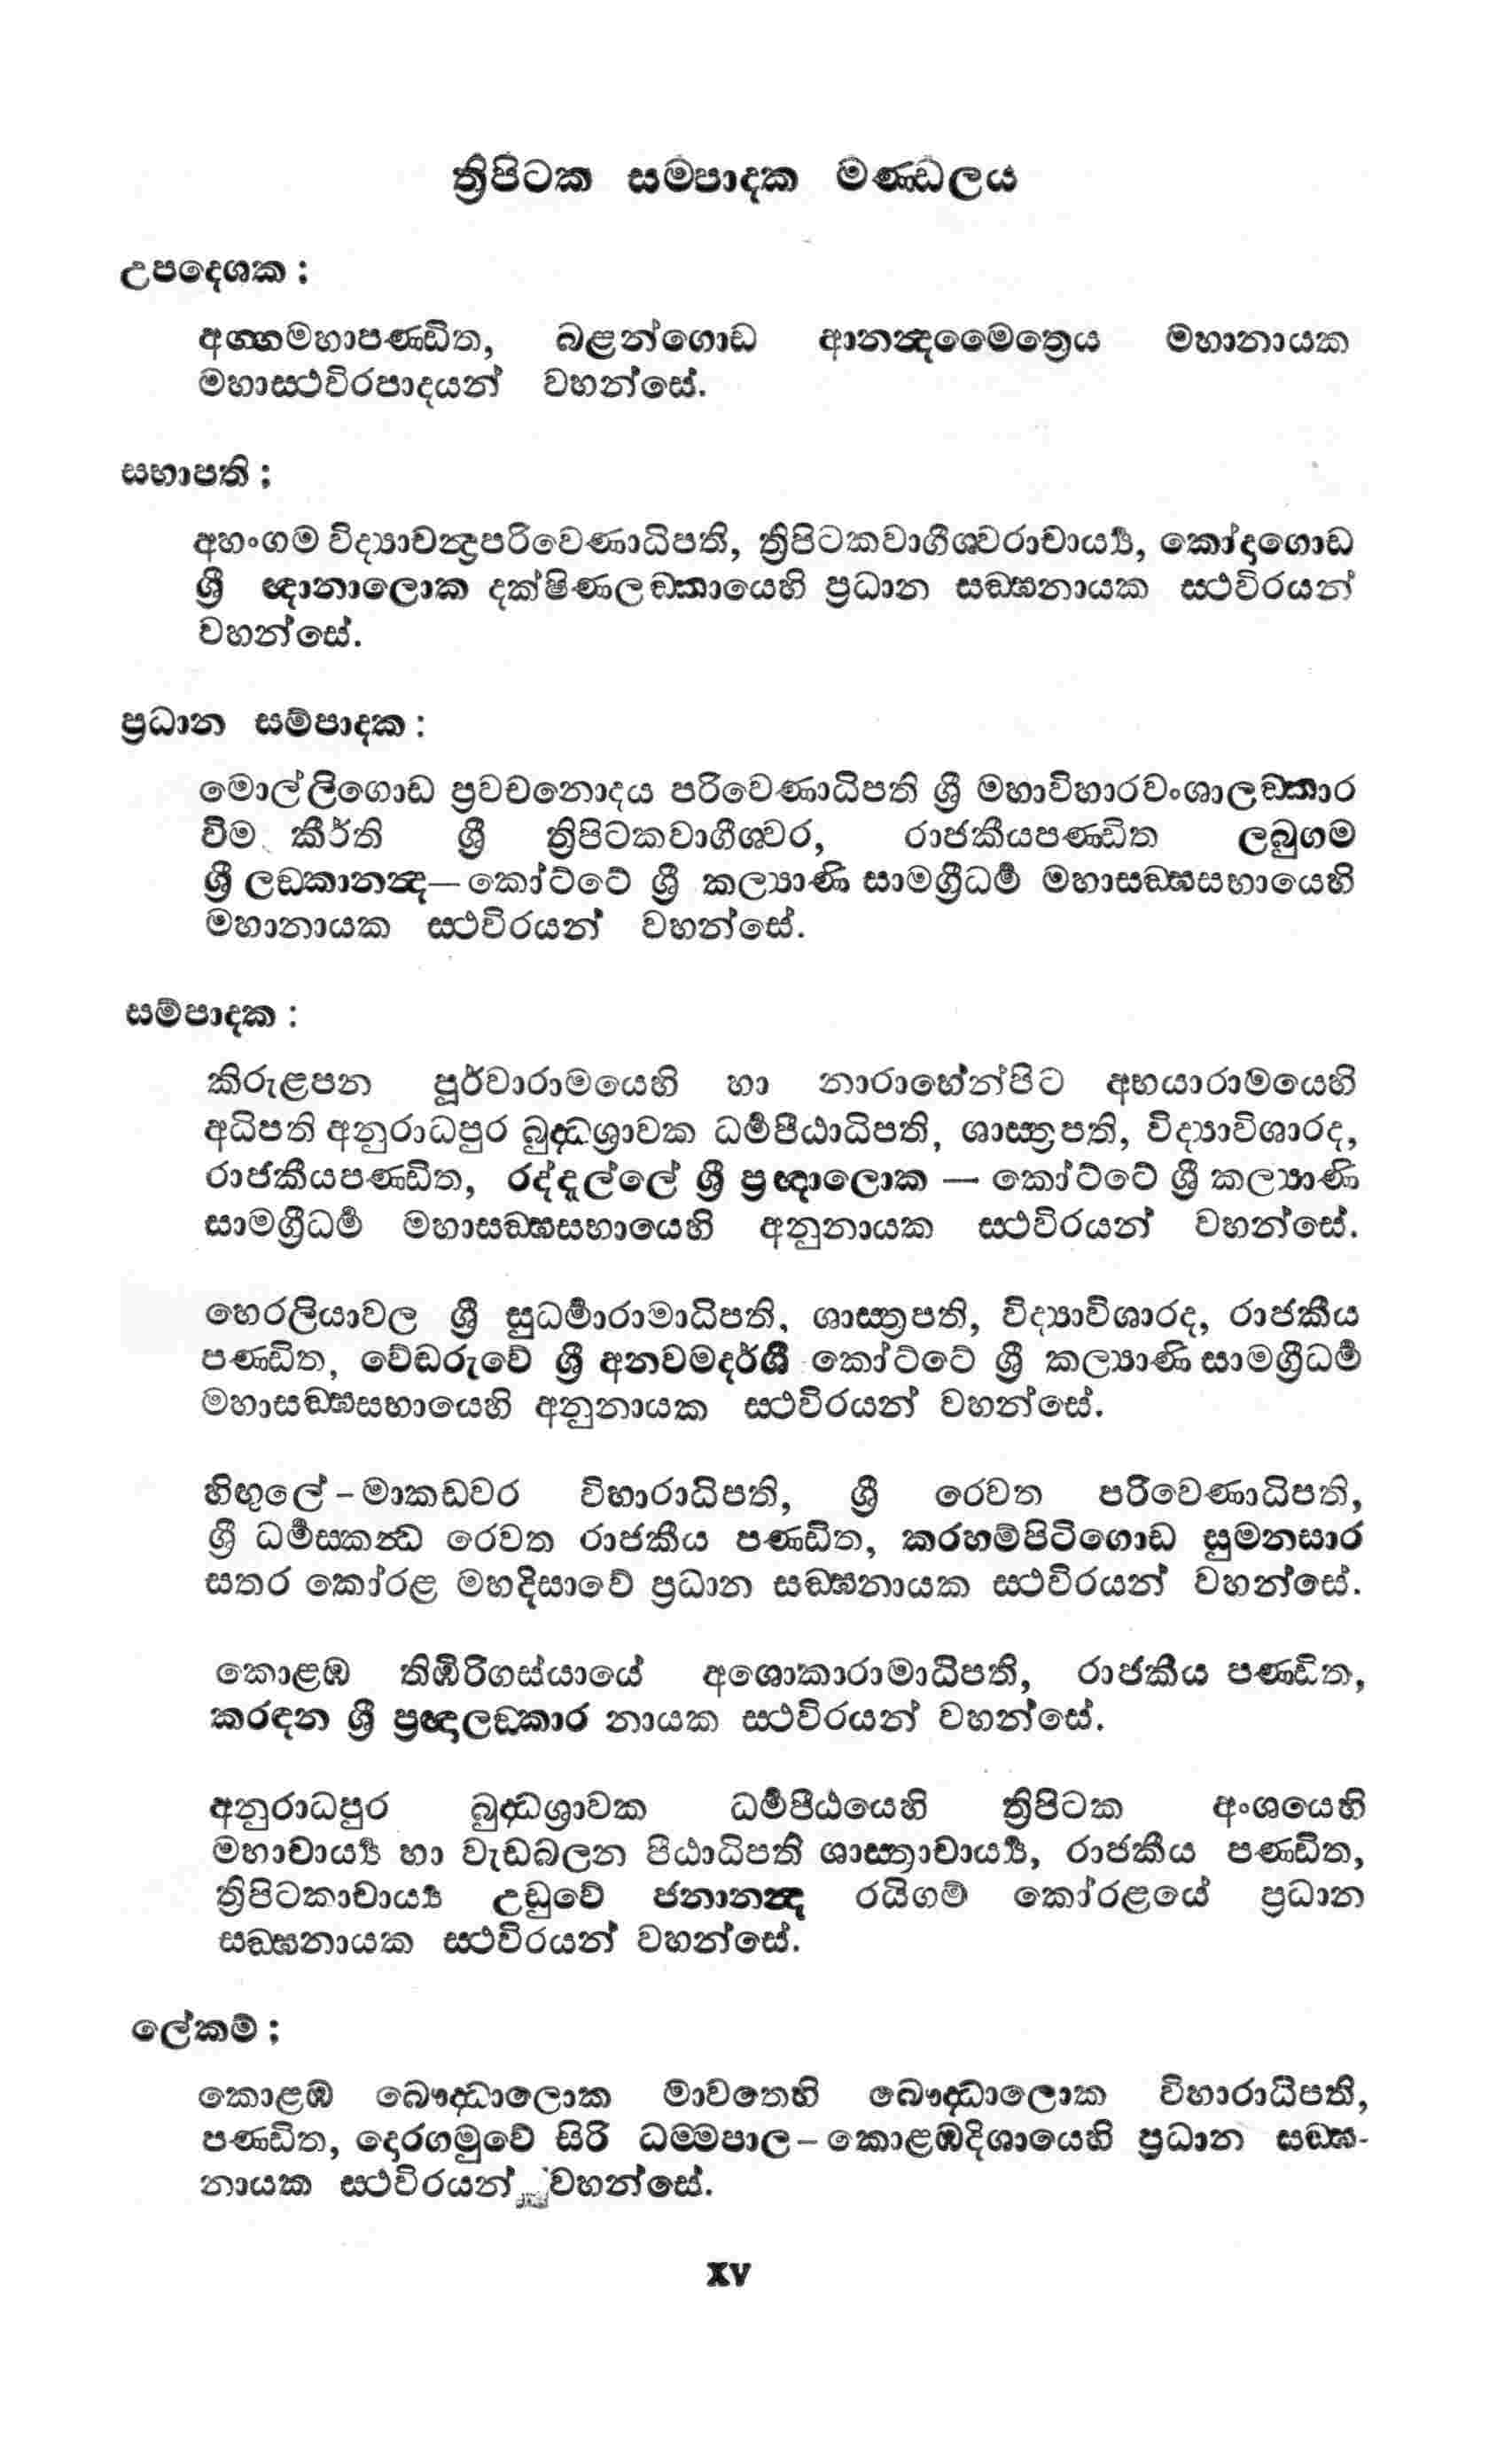 ත්‍රිපිටක සම්පාදක මණ්ඩලය
උපදෙශක :
අග්ගමහාපණ්ඩිත, බළන්ගොඩ ආනන්දමෛත්‍රෙය මහානායක
මහාස්ථවිරපාදයන් වහන්සේ.
සභාපති :
අහංගම විද්‍යාචන්ද්‍රපරිවෙණාධිපති, ත්‍රිපිටකවාගීශ්වරාචාර්‍ය්‍ය, කෝදගොඩ
ශ්‍රී ඥානාලොක දක්ෂිණලඞ්කායෙහි ප්‍රධාන සඞ්ඝනායක ස්ථවිරයන්
වහන්සේ.
ප්‍රධාන සම්පාදක :
මොල්ලිගොඩ ප්‍රවචනොදය පරිවෙණාධිපති ශ්‍රී මහාවිහාරවංශාලඞ්කාර
විම කීර්ති ශ්‍රී ත්‍රිපිටකවාගීශ්වර, රාජකීයපණ්ඩිත ලබුගම
ශ්‍රී ලඞ්කානන්ද — කෝට්ටේ ශ්‍රී කල්‍යාණි සාමග්‍රීධර්‍ම මහාසඞ්ඝසභායෙහි
මහානායක ස්ථවිරයන් වහන්සේ.
සම්පාදක :
කිරුළපන පූර්වාරාමයෙහි හා නාරාහේන්පිට අභයාරාමයෙහි
අධිපති අනුරාධපුර බුද්ධශ්‍රාවක ධර්‍මපීඨාධිපති, ශාස්ත්‍රපති, විද්‍යාවිශාරද,
රාජකීයපණ්ඩිත, රද්දල්ලේ ශ්‍රී ප්‍රඥාලොක — කෝට්ටේ ශ්‍රී කල්‍යාණි
සාමග්‍රීධර්‍ම මහාසඞ්ඝසභායෙහි අනුනායක ස්ථවිරයන් වහන්සේ.
හෙරලියාවල ශ්‍රී සුධර්‍මාරාමාධිපති, ශාස්ත්‍රපති, විද්‍යාවිශාරද, රාජකීය
පණ්ඩිත, වේඬරුවේ ශ්‍රී අනවමදර්ශී කෝට්ටේ ශ්‍රී කල්‍යාණි සාමග්‍රීධර්‍ම
මහාසඞ්ඝසභායෙහි අනුනායක ස්ථවිරයන් වහන්සේ.
හිඟුලේ - මාකඩවර විහාරාධිපති, ශ්‍රී රෙවත පරිවෙණාධිපති,
ශ්‍රී ධර්‍මස්කන්ධ රෙවත රාජකීය පණ්ඩිත, කරහම්පිටිගොඩ සුමනසාර
සතර කෝරළ මහදිසාවේ ප්‍රධාන සඞ්ඝනායක ස්ථවිරයන් වහන්සේ.
කොළඹ තිඹිරිගස්යායේ අශොකාරාමාධිපති, රාජකීය පණ්ඩිත,
කරඳන ශ්‍රී ප්‍රඥාලඞ්කාර නායක ස්ථවිරයන් වහන්සේ.
අනුරාධපුර බුද්ධශ්‍රාවක ධර්‍මපීඨයෙහි ත්‍රිපිටක අංශයෙහි
මහාචාර්‍ය්‍ය හා වැඩබලන පීඨාධිපති ශාස්ත්‍රාචාර්‍ය්‍ය, රාජකීය පණ්ඩිත,
ත්‍රිපිටකාචාර්‍ය්‍ය උඩුවේ ජනානන්ද රයිගම් කෝරළයේ ප්‍රධාන
සඞ්ඝනායක ස්ථවිරයන් වහන්සේ.
ලේකම් :
කොළඹ බෞද්ධාලොක මාවතෙහි බෞද්ධාලොක විහාරාධිපති,
පණ්ඩිත, දොරගමුවේ සිරි ධම්මපාල - කොළඹදිශායෙහි ප්‍රධාන සඞ්ඝ-
නායක ස්ථවිරයන් වහන්සේ.
XV